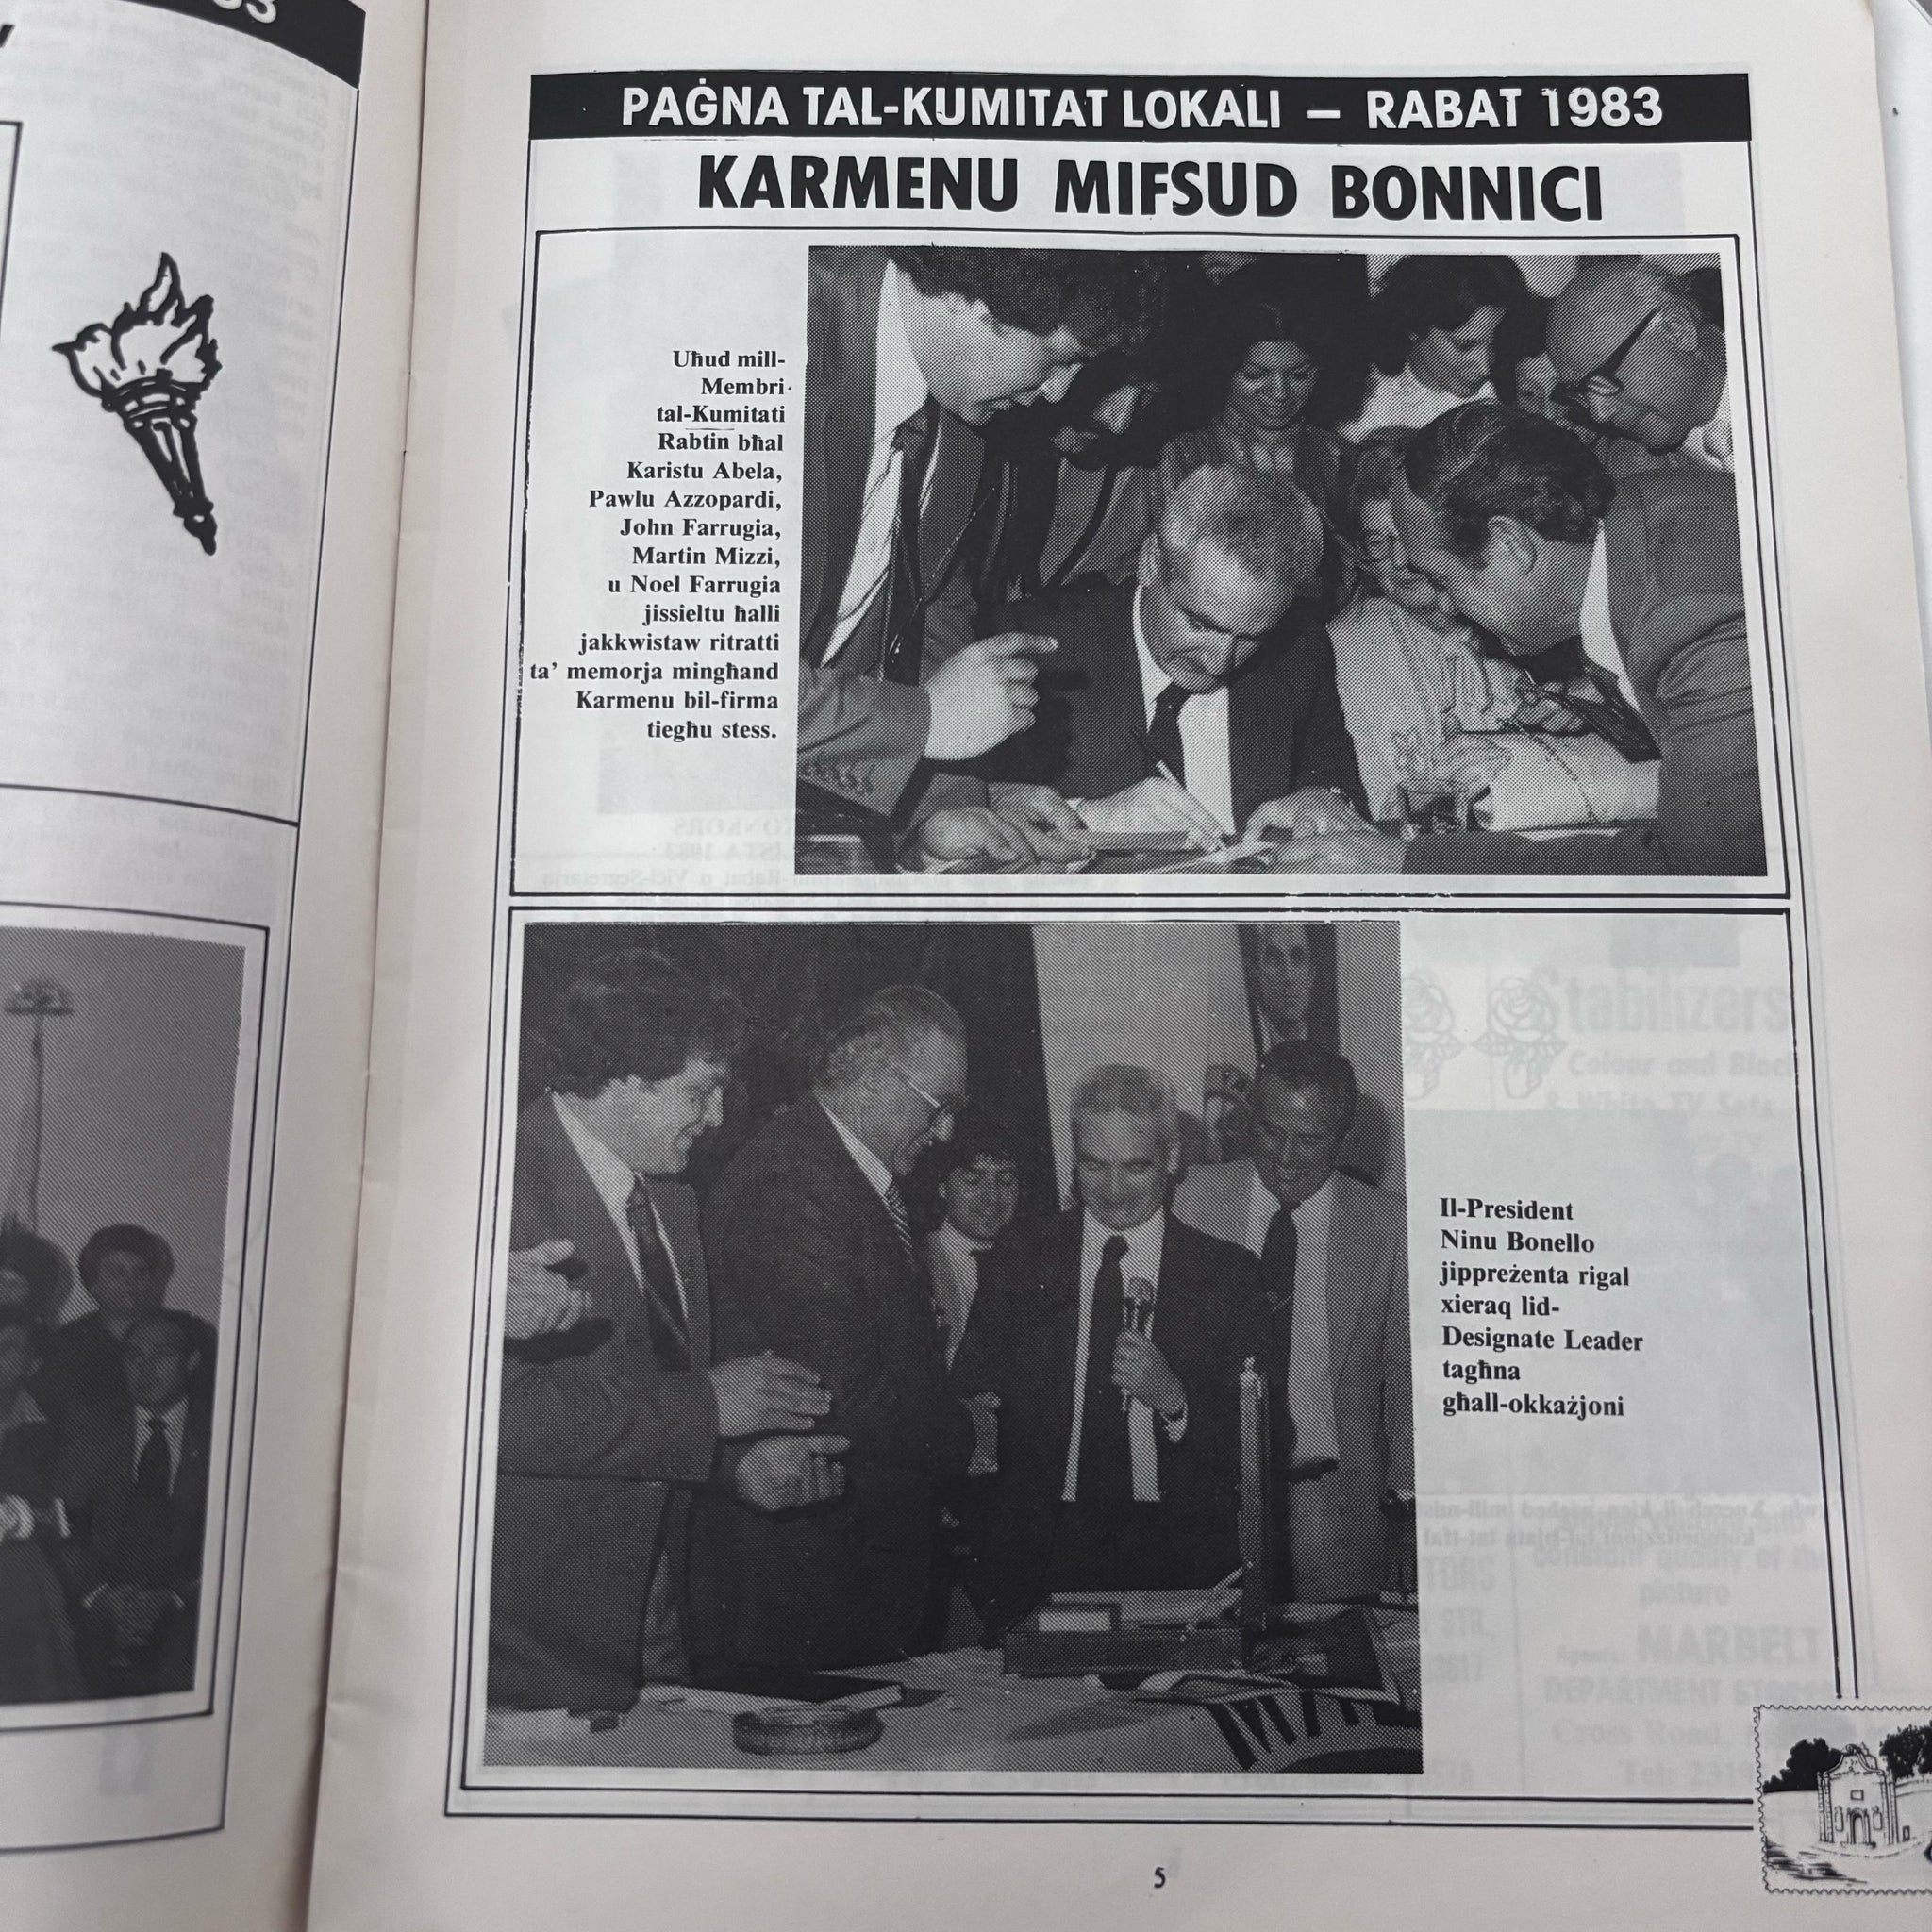 PAĠNA TAL-KUMITAT LOKALI – RABAT 1983
KARMENU MIFSUD BONNICI
Uħud mill-
Membri
tal-Kumitati
Rabtin bħal
Karistu Abela,
Pawlu Azzopardi,
John Farrugia,
Martin Mizzi,
u Noel Farrugia
jissieltu ħalli
jakkwistaw ritratti
ta’ memorja mingħand
Karmenu bil-firma
tiegħu stess.
Il-President
Ninu Bonello
jippreżenta rigal
xieraq lid-
Designate Leader
tagħna
għall-okkażjoni
5